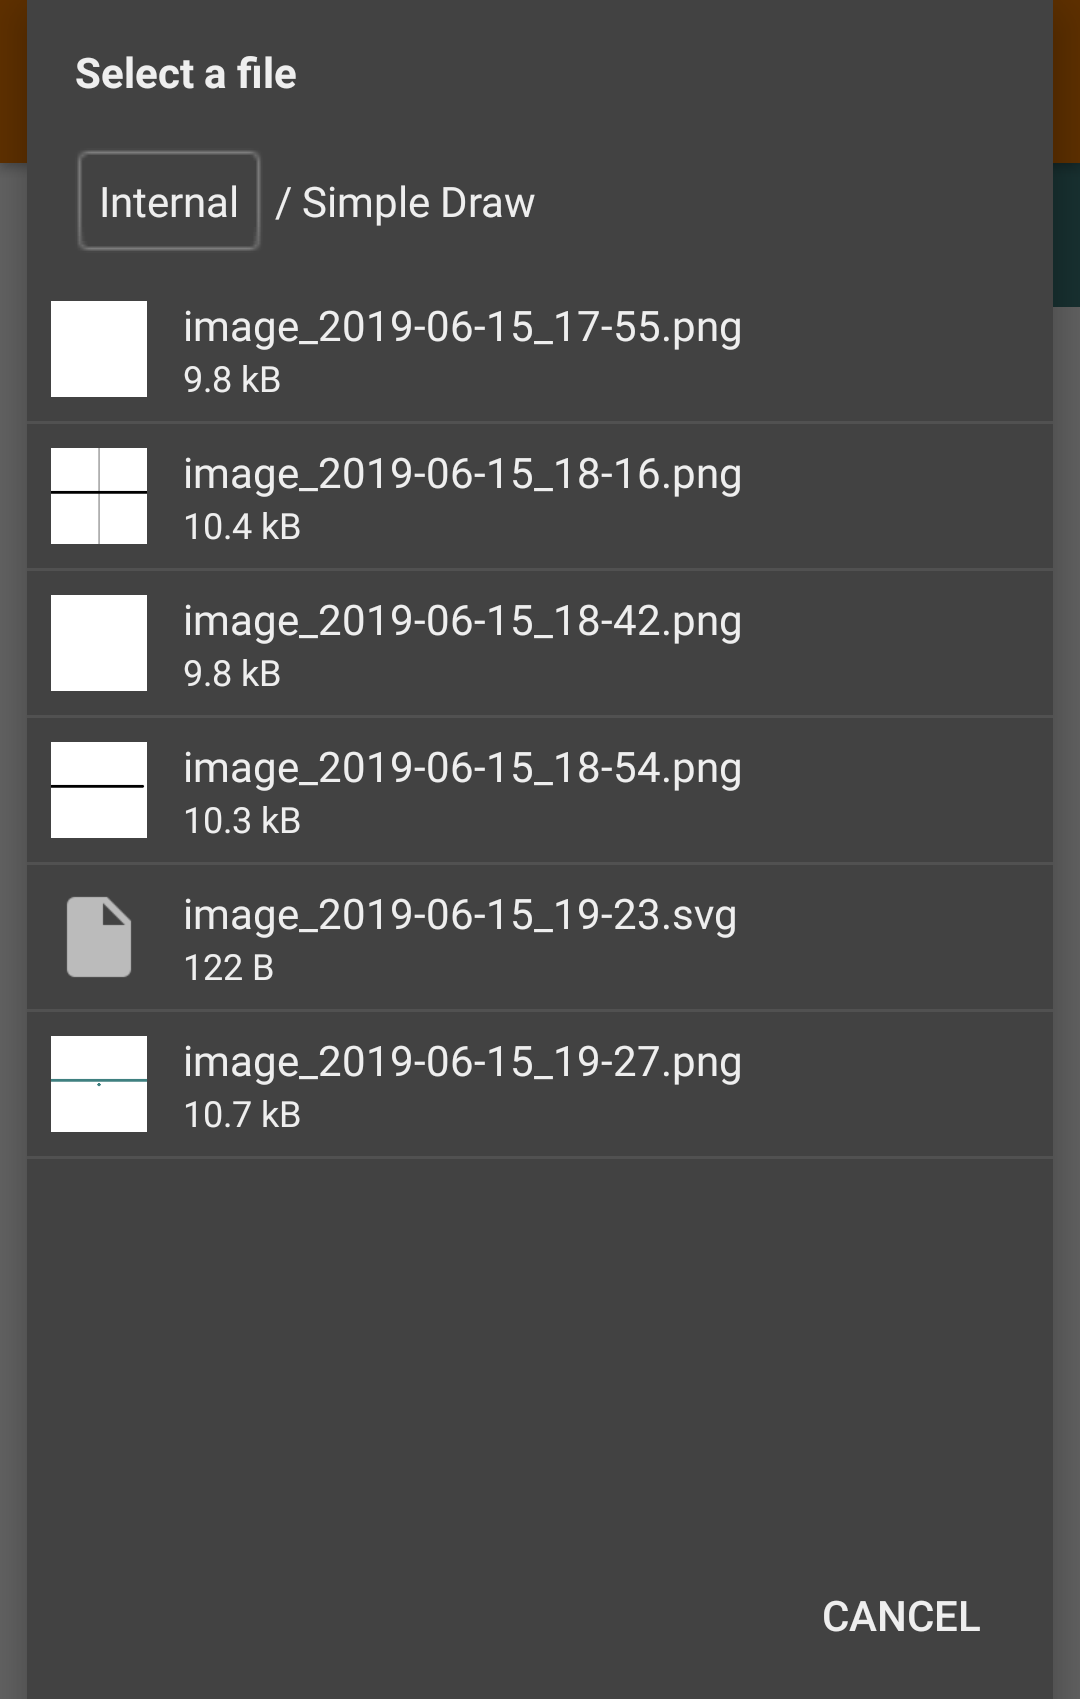 Select a file
Internal / Simple Draw
image_2019-06-15_17-55.png
9.8 kB
image_2019-06-15_18-16.png
10.4 kB
image_2019-06-15_18-42.png
9.8 kB
image_2019-06-15_18-54.png
10.3 kB
image_2019-06-15_19-23.svg
122 B
image_2019-06-15_19-27.png
10.7 kB
CANCEL